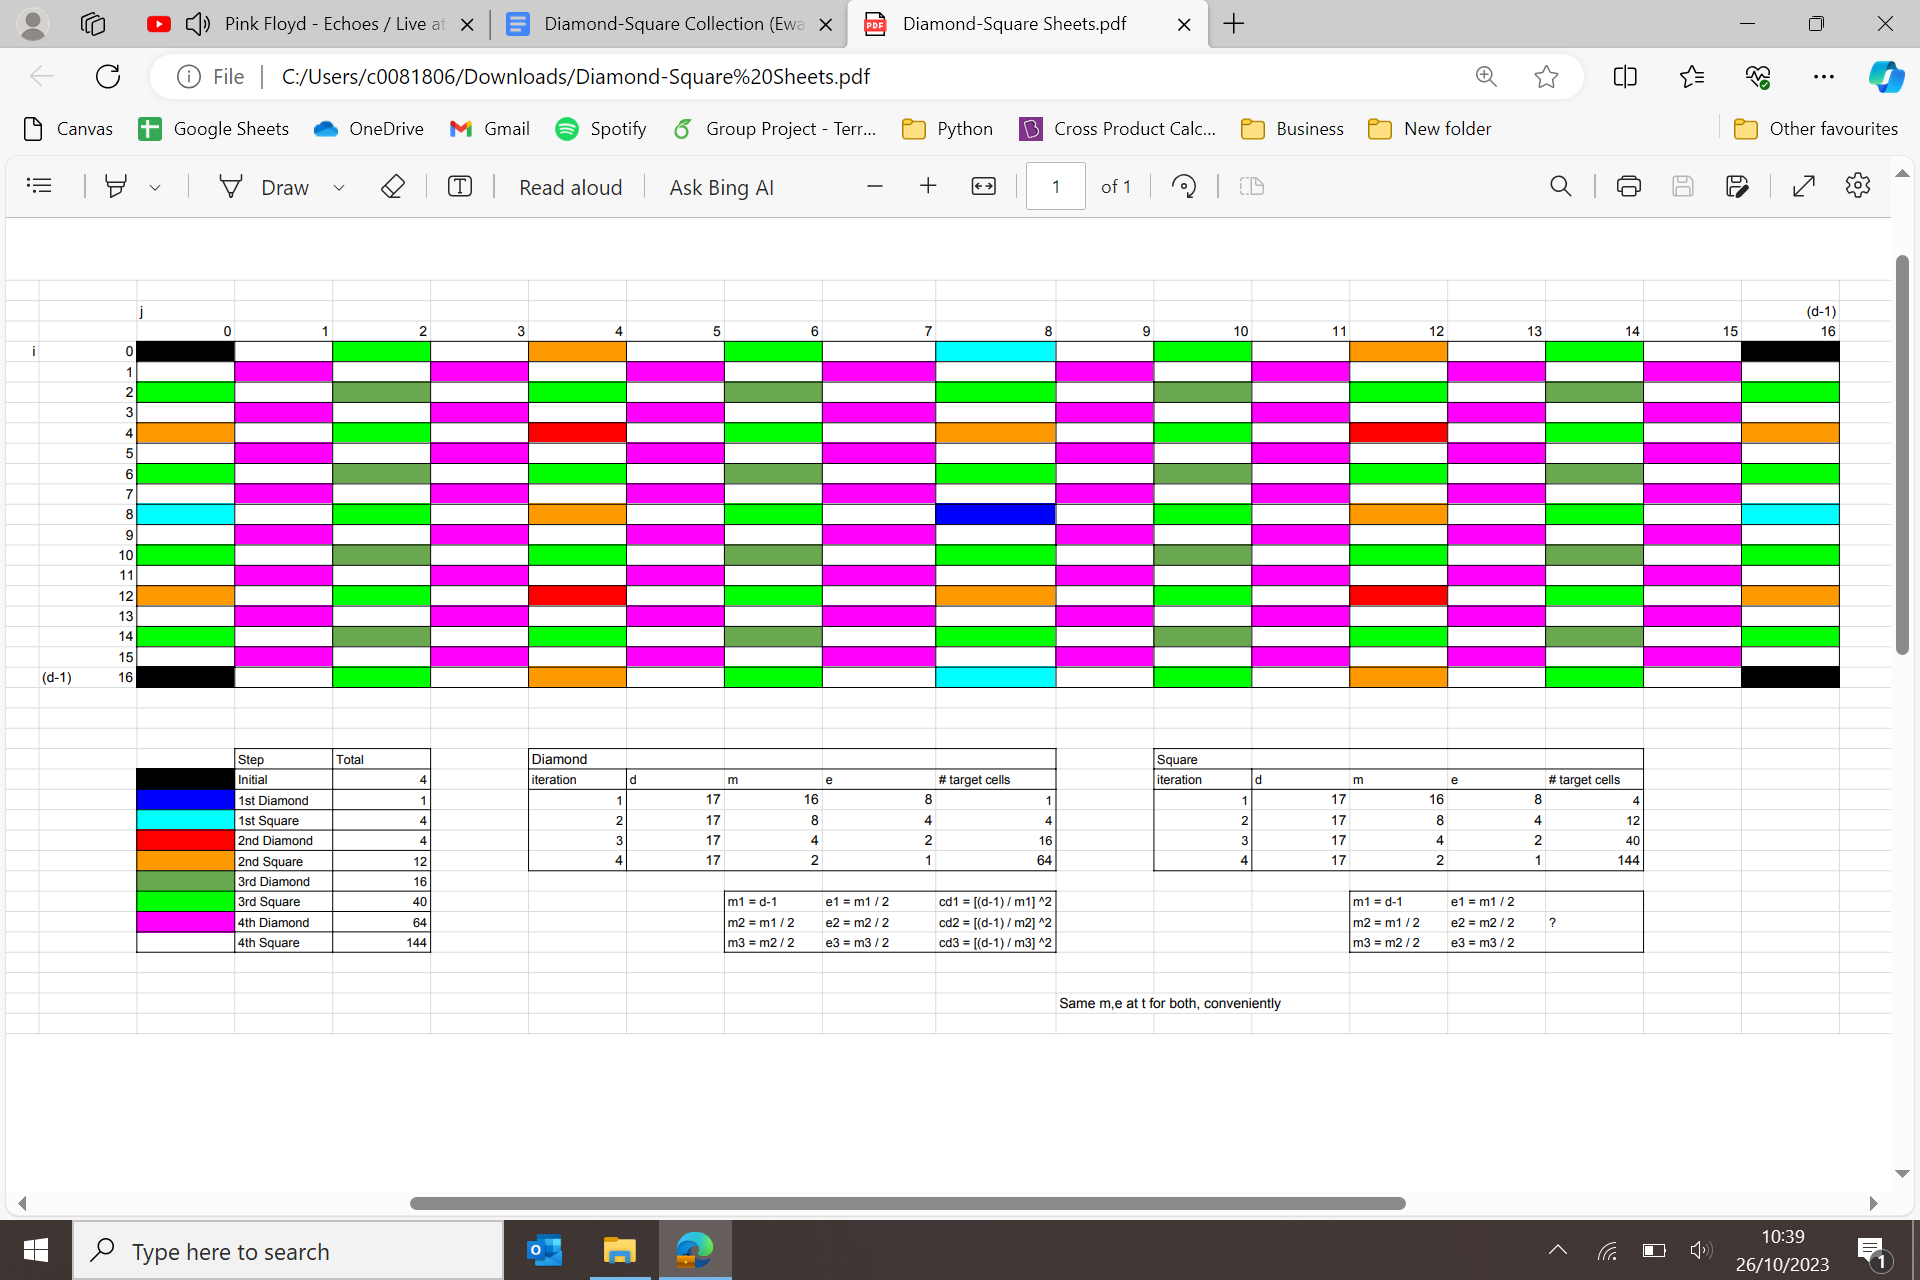 Pink Floyd - Echoes / Live at
Diamond-Square Collection (Ewa
Diamond-Square Sheets.pdf
File
C:/Users/c0081806/Downloads/Diamond-Square%20Sheets.pdf
Canvas Google Sheets OneDrive Gmail Spotify Group Project - Terr... Python Cross Product Calc... Business New folder Other favourites
Draw Read aloud Ask Bing AI 1 of 1
j (d-1)
0 1 2 3 4 5 6 7 8 9 10 11 12 13 14 15 16
i 0
1
2
3
4
5
6
7
8
9
10
11
12
13
14
15
(d-1) 16
Step Total
Initial 4
1st Diamond 1
1st Square 4
2nd Diamond 4
2nd Square 12
3rd Diamond 16
3rd Square 40
4th Diamond 64
4th Square 144
Diamond
iteration d m e # target cells
1 17 16 8 1
2 17 8 4 4
3 17 4 2 16
4 17 2 1 64
m1 = d-1 e1 = m1 / 2 cd1 = [(d-1) / m1] ^2
m2 = m1 / 2 e2 = m2 / 2 cd2 = [(d-1) / m2] ^2
m3 = m2 / 2 e3 = m3 / 2 cd3 = [(d-1) / m3] ^2
Square
iteration d m e # target cells
1 17 16 8 4
2 17 8 4 12
3 17 4 2 40
4 17 2 1 144
m1 = d-1 e1 = m1 / 2
m2 = m1 / 2 e2 = m2 / 2 ?
m3 = m2 / 2 e3 = m3 / 2
Same m,e at t for both, conveniently
Type here to search
10:39
26/10/2023
1